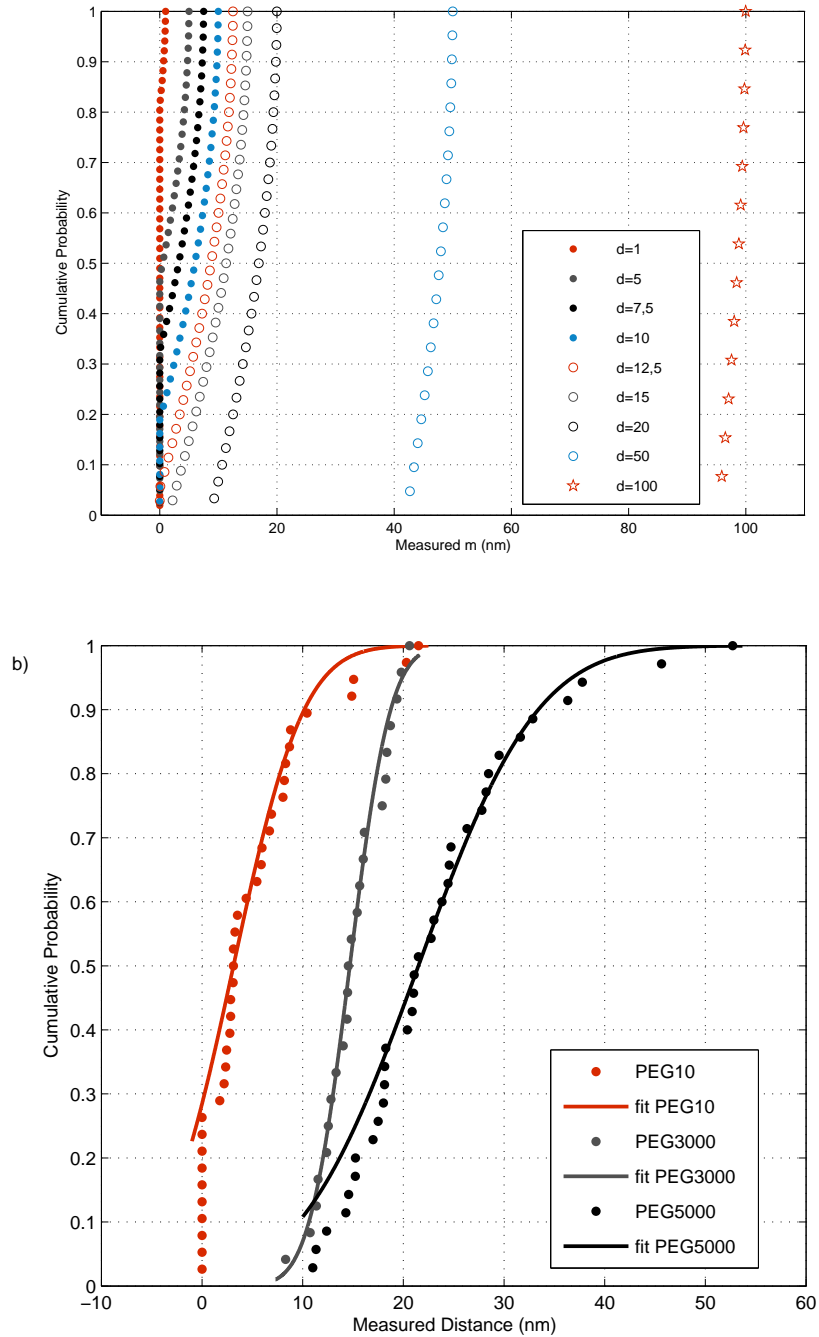 1
0.9
0.8
0.7
0.6
0.5
0.4
0.3
0.2
0.1
0
Cumulative Probability
0 20 40 60 80 100
Measured m (nm)
d=1
d=5
d=7,5
d=10
d=12,5
d=15
d=20
d=50
d=100
b)
1
0.9
0.8
0.7
0.6
0.5
0.4
0.3
0.2
0.1
0
Cumulative Probability
−10 0 10 20 30 40 50 60
Measured Distance (nm)
PEG10
fit PEG10
PEG3000
fit PEG3000
PEG5000
fit PEG5000